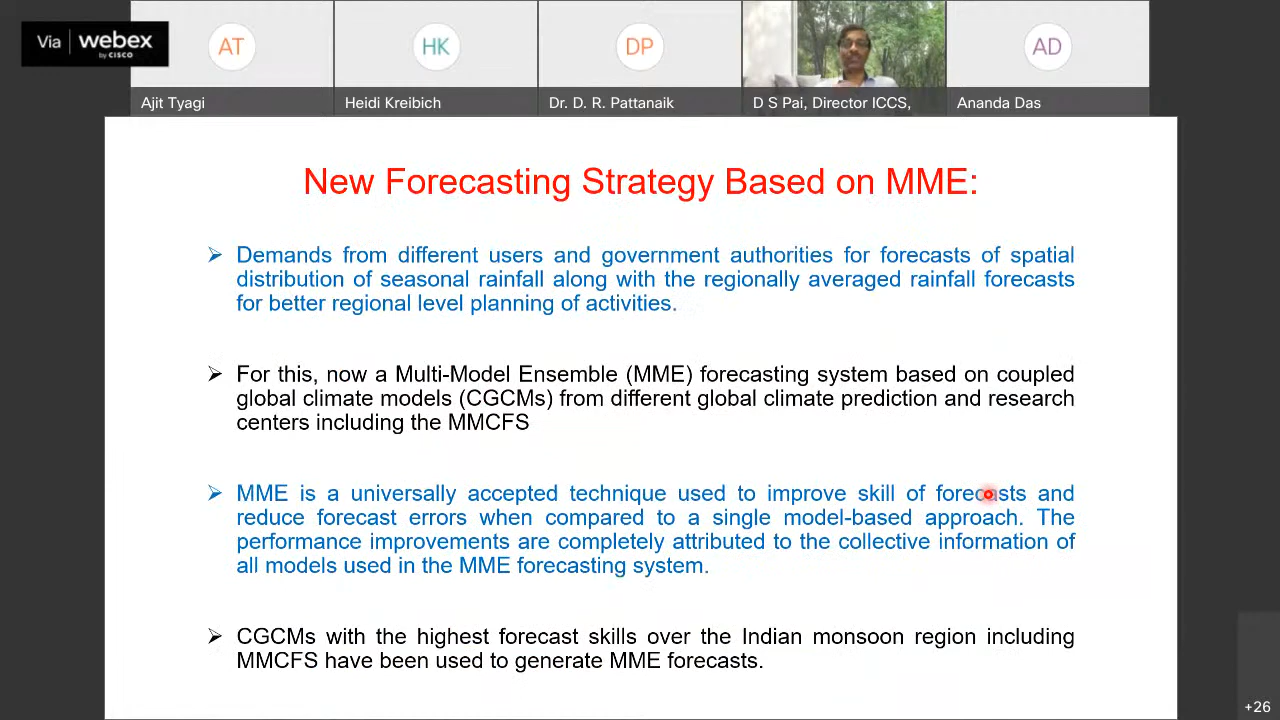 Via webex
by CISCO
AT
HK
DP
AD
Ajit Tyagi
Heidi Kreibich
Dr. D. R. Pattanaik
D S Pai, Director ICCS,
Ananda Das
New Forecasting Strategy Based on MME:
Demands from different users and government authorities for forecasts of spatial
distribution of seasonal rainfall along with the regionally averaged rainfall forecasts
for better regional level planning of activities.
For this, now a Multi-Model Ensemble (MME) forecasting system based on coupled
global climate models (CGCMs) from different global climate prediction and research
centers including the MMCFS
MME is a universally accepted technique used to improve skill of forecasts and
reduce forecast errors when compared to a single model-based approach. The
performance improvements are completely attributed to the collective information of
all models used in the MME forecasting system.
CGCMs with the highest forecast skills over the Indian monsoon region including
MMCFS have been used to generate MME forecasts.
+26